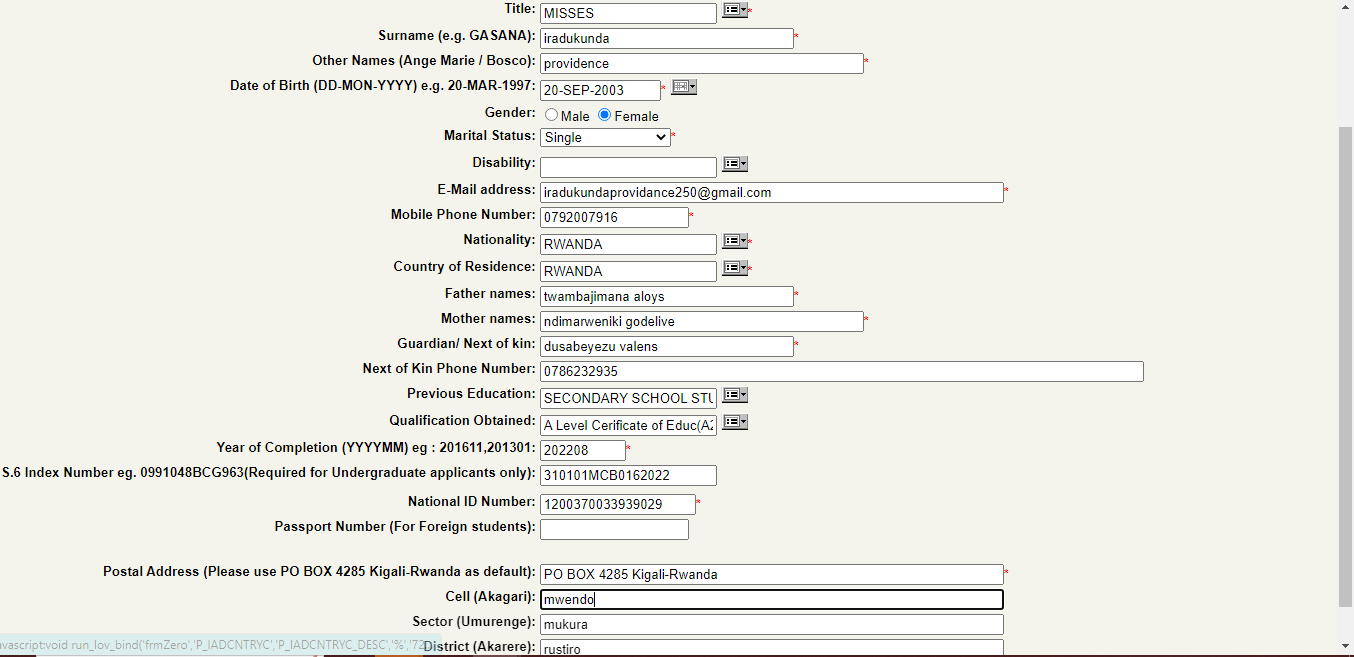 Title: MISSES *
Surname (e.g. GASANA): iradukunda *
Other Names (Ange Marie / Bosco): providence *
Date of Birth (DD-MON-YYYY) e.g. 20-MAR-1997: 20-SEP-2003 *
Gender: Male Female
Marital Status: Single *
Disability:
E-Mail address: iradukundaprovidance250@gmail.com *
Mobile Phone Number: 0792007916 *
Nationality: RWANDA *
Country of Residence: RWANDA *
Father names: twambajimana aloys *
Mother names: ndimarweniki godelive *
Guardian/ Next of kin: dusabeyezu valens *
Next of Kin Phone Number: 0786232935
Previous Education: SECONDARY SCHOOL STU
Qualification Obtained: A Level Cerificate of Educ(A2
Year of Completion (YYYYMM) eg : 201611,201301: 202208 *
S.6 Index Number eg. 0991048BCG963(Required for Undergraduate applicants only): 310101MCB0162022
National ID Number: 1200370033939029 *
Passport Number (For Foreign students):
Postal Address (Please use PO BOX 4285 Kigali-Rwanda as default): PO BOX 4285 Kigali-Rwanda *
Cell (Akagari): mwendo
Sector (Umurenge): mukura
District (Akarere): rustiro
avascript:void run_lov_bind('frmZero','P_IADCNTRYC','P_IADCNTRYC_DESC','%','72